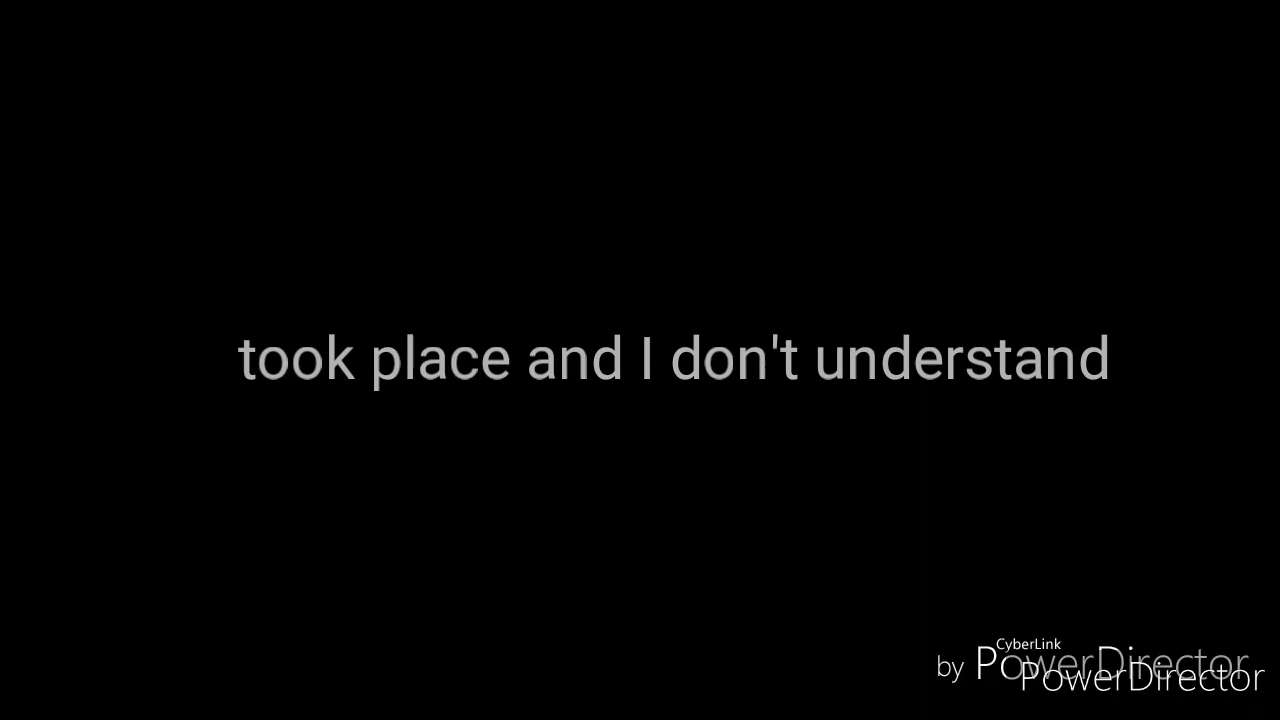 took place and I don't understand
CyberLink
by PowerDirector
PowerDirector